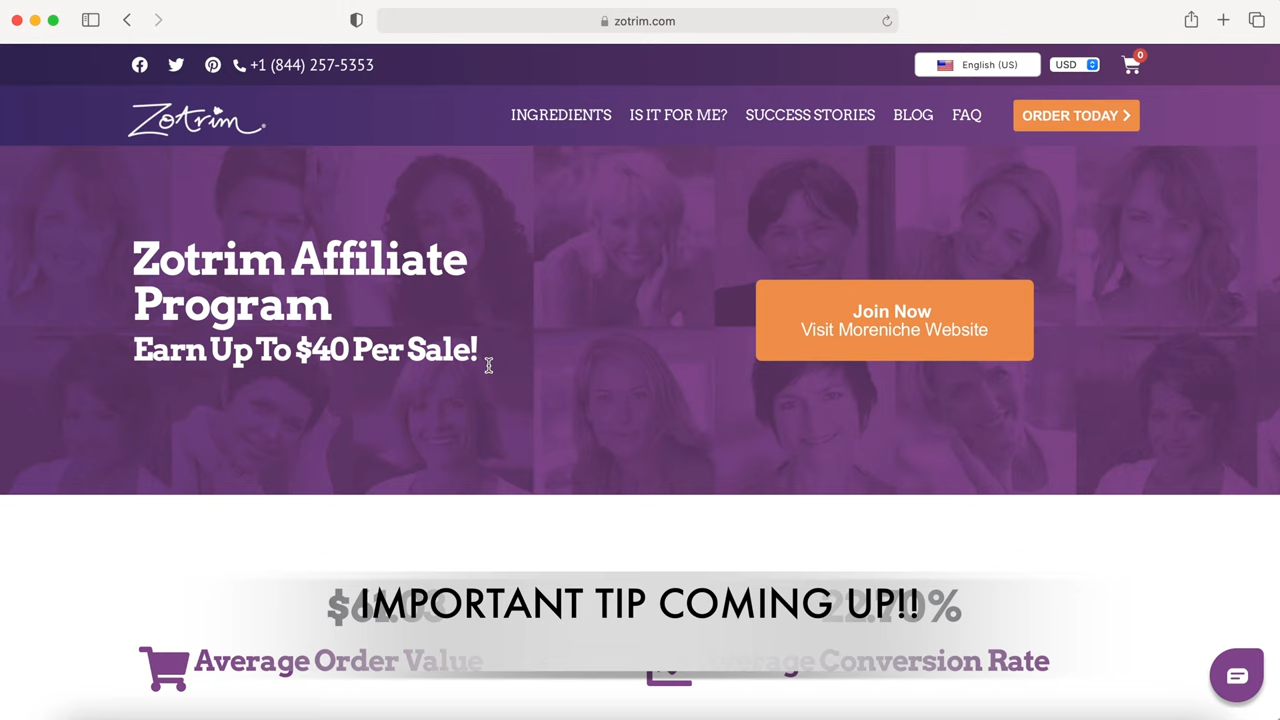 zotrim.com
+1 (844) 257-5353
English (US)
USD
0
Zotrim
INGREDIENTS IS IT FOR ME? SUCCESS STORIES BLOG FAQ ORDER TODAY
Zotrim Affiliate
Program
Earn Up To $40 Per Sale!
Join Now
Visit Moreniche Website
IMPORTANT TIP COMING UP!!
Average Order Value
Average Conversion Rate